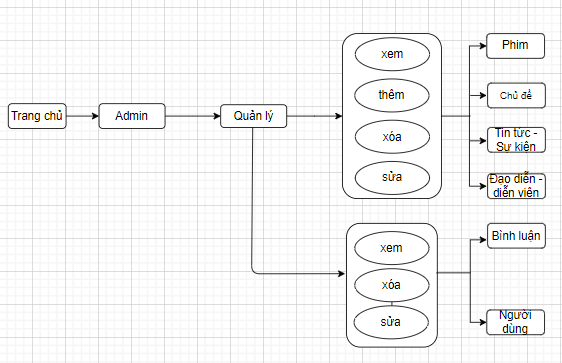 Trang chủ
Admin
Quản lý
xem
thêm
xóa
sửa
Phim
Chủ đề
Tin tức -
Sự kiện
Đạo diễn -
diễn viên
xem
xóa
sửa
Bình luận
Người
dùng